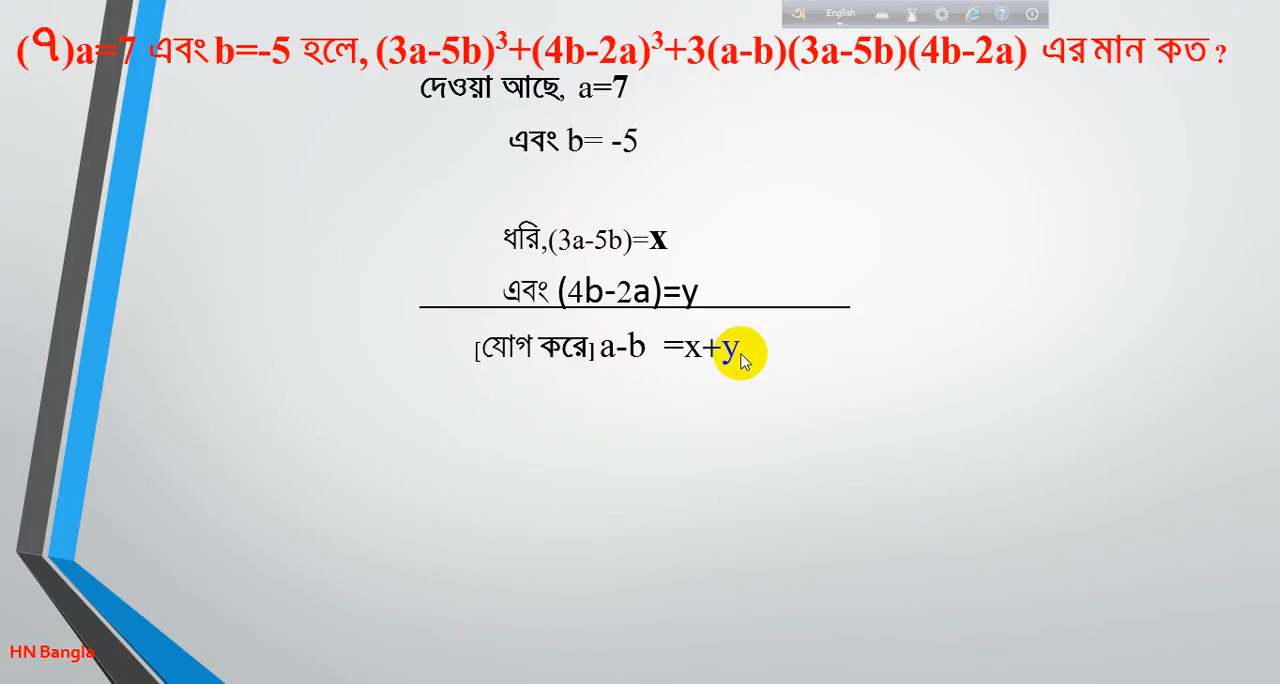 English
(৭)a=7 এবং b=-5 হলে, (3a-5b)³+(4b-2a)³+3(a-b)(3a-5b)(4b-2a) এর মান কত ?
দেওয়া আছে, a=7
এবং b= -5
ধরি,(3a-5b)=x
এবং (4b-2a)=y
[যোগ করে] a-b =x+y
HN Bangla